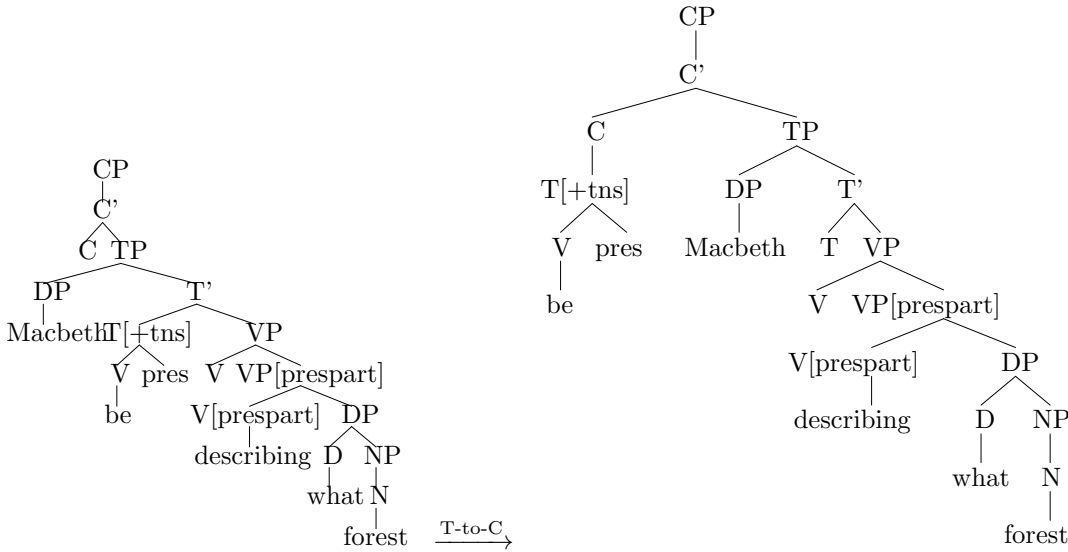 CP
C'
C TP
DP T'
Macbeth T[+tns] VP
V pres V VP[prespart]
be V[prespart] DP
describing D NP
what N
forest
T-to-C
CP
C'
C TP
T[+tns] DP T'
V pres Macbeth T VP
be V VP[prespart]
V[prespart] DP
describing D NP
what N
forest